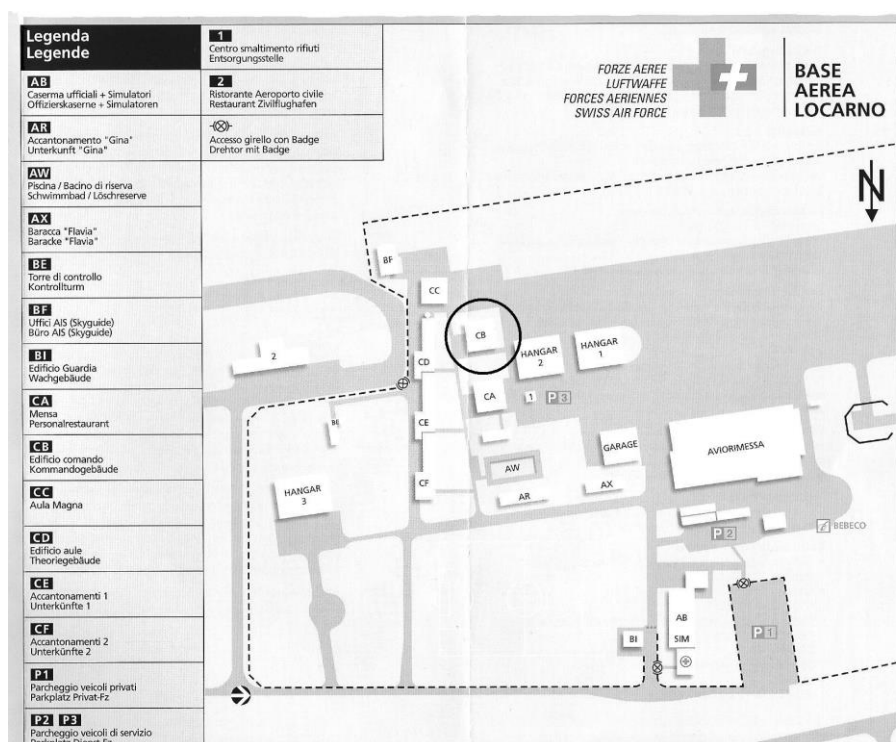 Legenda
Legende
AB
Caserma ufficiali + Simulatori
Offizierskaserne + Simulatoren
AR
Accantonamento "Gina"
Unterkunft "Gina"
AW
Piscina / Bacino di riserva
Schwimmbad / Löschreserve
AX
Baracca "Flavia"
Baracke "Flavia"
BE
Torre di controllo
Kontrollturm
BF
Uffici AIS (Skyguide)
Büro AIS (Skyguide)
BI
Edificio Guardia
Wachgebäude
CA
Mensa
Personalrestaurant
CB
Edificio comando
Kommandogebäude
CC
Aula Magna
CD
Edificio aule
Theoriegebäude
CE
Accantonamenti 1
Unterkünfte 1
CF
Accantonamenti 2
Unterkünfte 2
P1
Parcheggio veicoli privati
Parkplatz Privat-Fz
P2 P3
Parcheggio veicoli di servizio
Parkplatz Dienst-Fz
1
Centro smaltimento rifiuti
Entsorgungsstelle
2
Ristorante Aeroporto civile
Restaurant Zivilflughafen
Accesso girello con Badge
Drehtor mit Badge
FORZE AEREE
LUFTWAFFE
FORCES AERIENNES
SWISS AIR FORCE
BASE
AEREA
LOCARNO
N
BF
CC
CB
2
CD
HANGAR
2
HANGAR
1
CA
1
P 3
CE
GARAGE
AVIORIMESSA
AW
CF
HANGAR
3
AR
AX
P 2
BEBECO
AB
SIM
BI
P 1